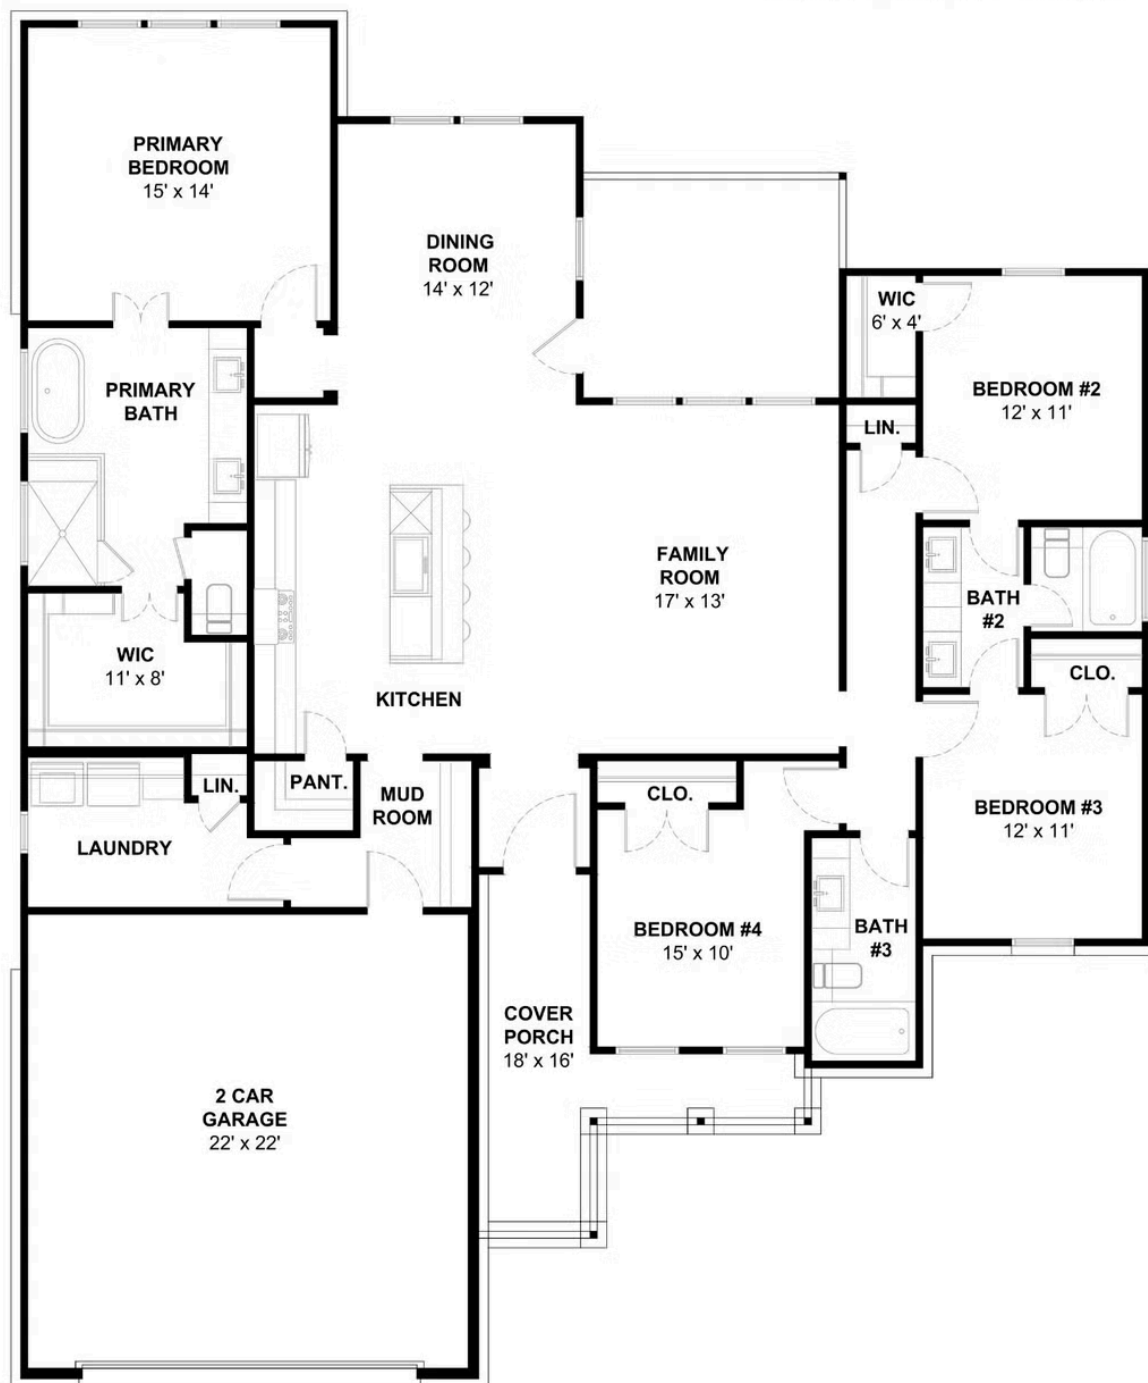 PRIMARY
BEDROOM
15' x 14'
DINING
ROOM
14' x 12'
WIC
6' x 4'
BEDROOM #2
12' x 11'
PRIMARY
BATH
LIN.
FAMILY
ROOM
17' x 13'
BATH
#2
WIC
11' x 8'
KITCHEN
CLO.
PANT.
LIN.
MUD
ROOM
CLO.
LAUNDRY
BEDROOM #3
12' x 11'
BEDROOM #4
15' x 10'
BATH
#3
COVER
PORCH
18' x 16'
2 CAR
GARAGE
22' x 22'